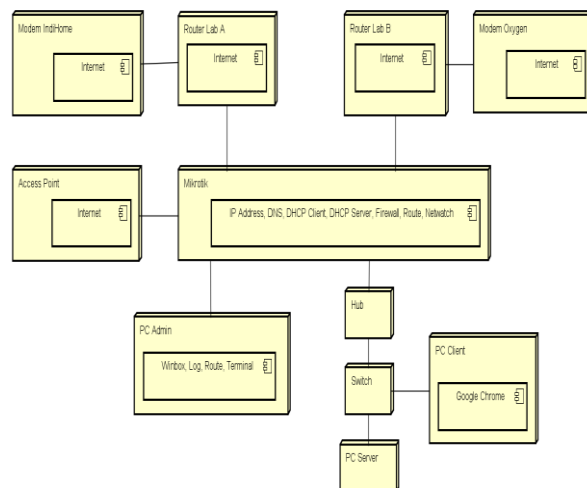 Modem IndiHome
Internet
Router Lab A
Internet
Router Lab B
Internet
Modem Oxygen
Internet
Access Point
Internet
Mikrotik
IP Address, DNS, DHCP Client, DHCP Server, Firewall, Route, Netwatch
PC Admin
Winbox, Log, Route, Terminal
Hub
Switch
PC Client
Google Chrome
PC Server